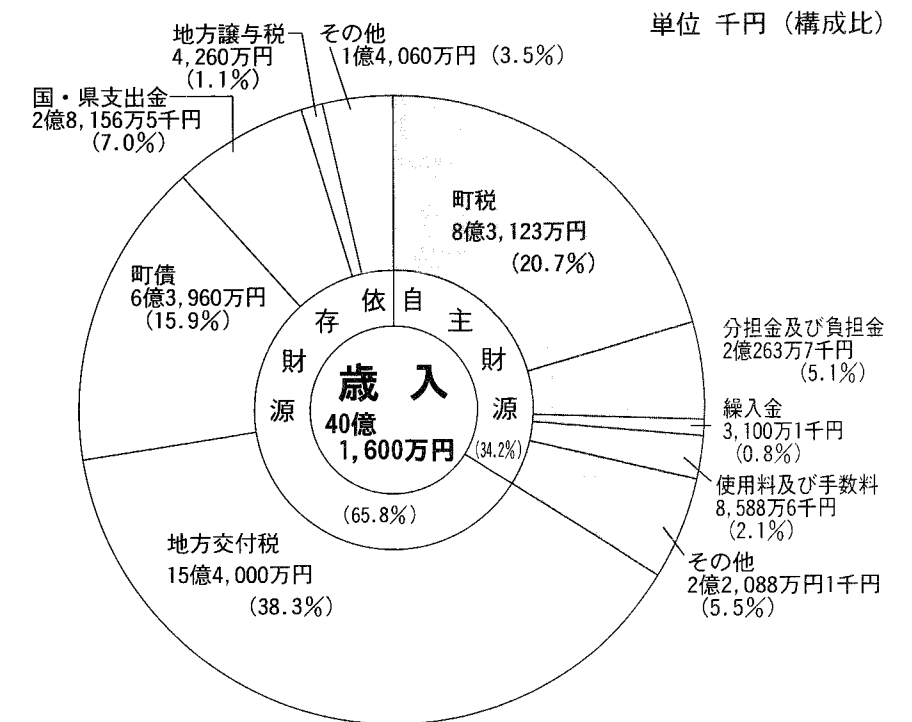 単位 千円（構成比）
地方譲与税
4,260万円
（1.1％）
その他
1億4,060万円（3.5％）
国・県支出金
2億8,156万5千円
（7.0％）
町税
8億3,123万円
（20.7％）
町債
6億3,960万円
（15.9％）
依存財源
自主財源
分担金及び負担金
2億263万7千円
（5.1％）
歳入
40億
1,600万円
（34.2％）
（65.8％）
繰入金
3,100万1千円
（0.8％）
使用料及び手数料
8,588万6千円
（2.1％）
その他
2億2,088万円1千円
（5.5％）
地方交付税
15億4,000万円
（38.3％）